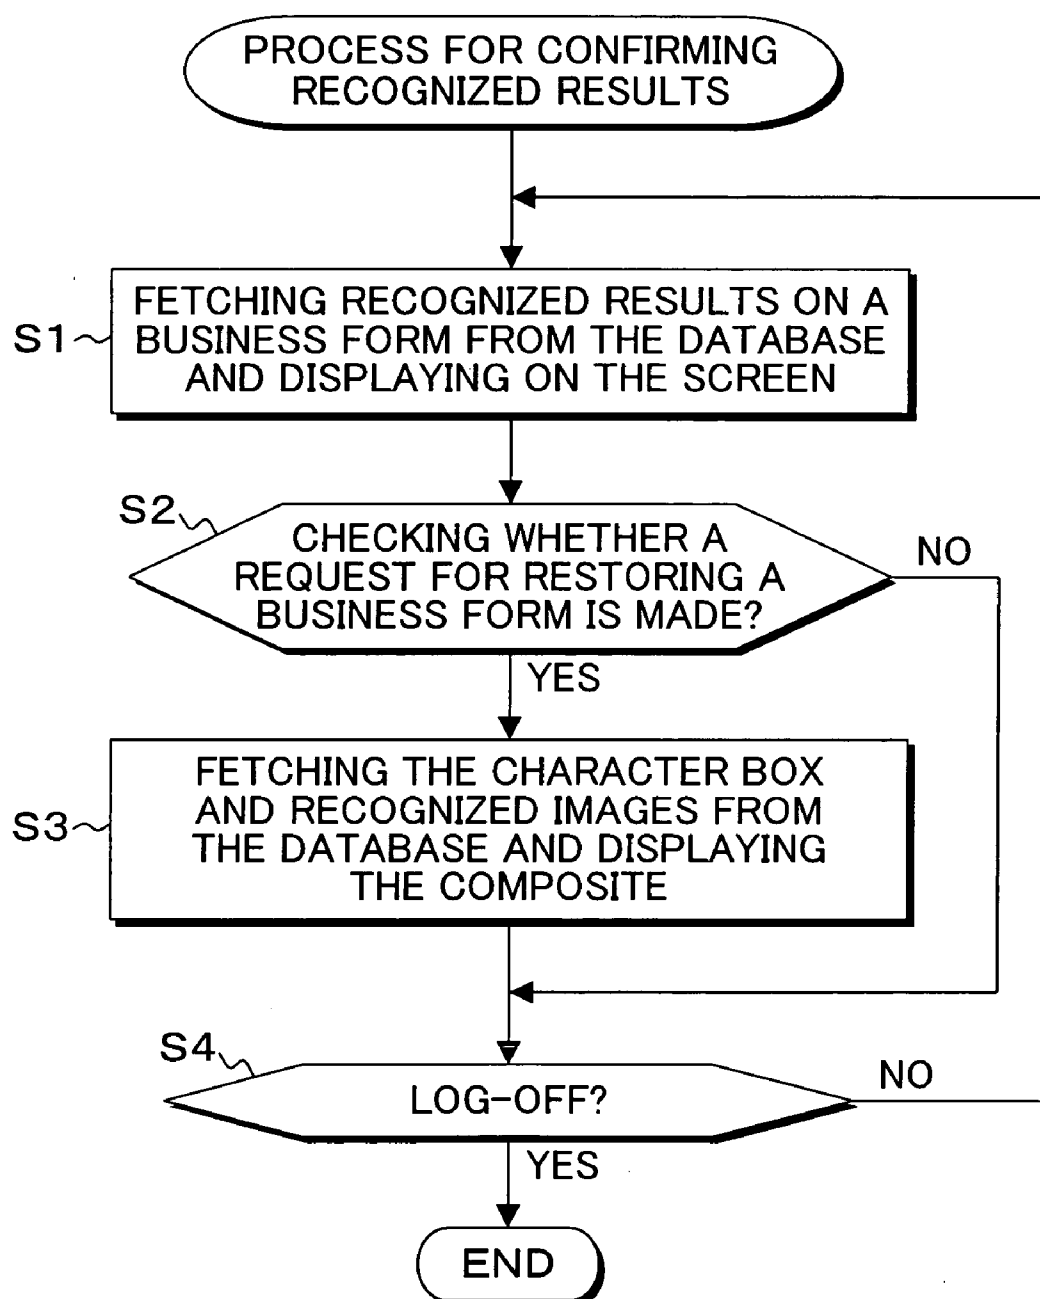 PROCESS FOR CONFIRMING
RECOGNIZED RESULTS
S1
FETCHING RECOGNIZED RESULTS ON A
BUSINESS FORM FROM THE DATABASE
AND DISPLAYING ON THE SCREEN
S2
CHECKING WHETHER A
REQUEST FOR RESTORING A
BUSINESS FORM IS MADE?
NO
YES
S3
FETCHING THE CHARACTER BOX
AND RECOGNIZED IMAGES FROM
THE DATABASE AND DISPLAYING
THE COMPOSITE
S4
LOG-OFF?
NO
YES
END